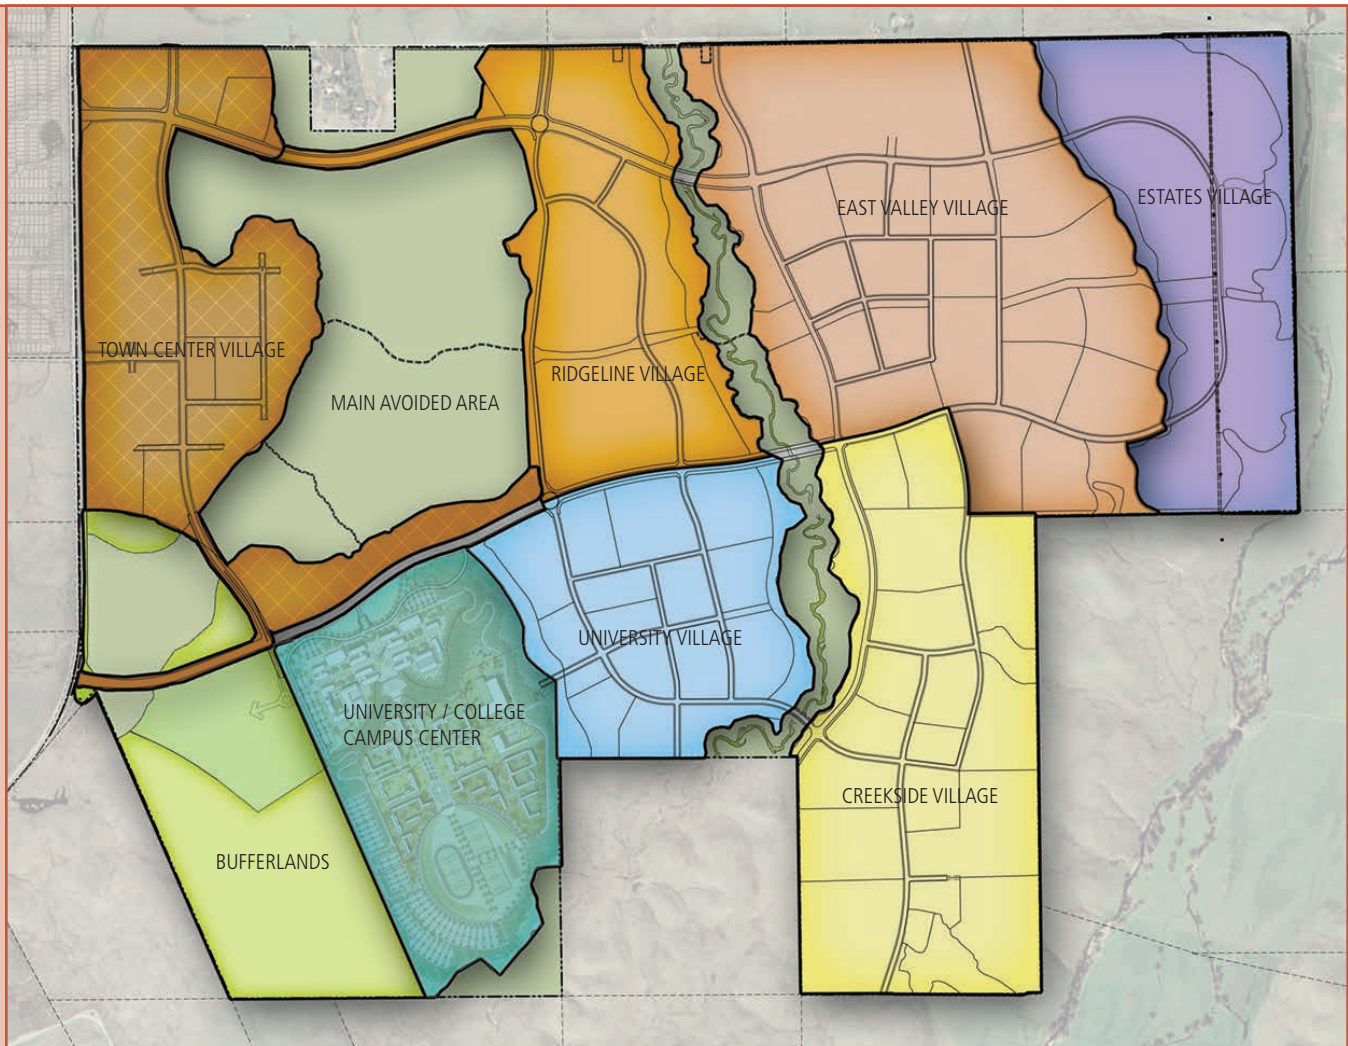 ESTATES VILLAGE
EAST VALLEY VILLAGE
TOWN CENTER VILLAGE
RIDGELINE VILLAGE
MAIN AVOIDED AREA
UNIVERSITY VILLAGE
UNIVERSITY / COLLEGE
CAMPUS CENTER
CREEKSIDE VILLAGE
BUFFERLANDS